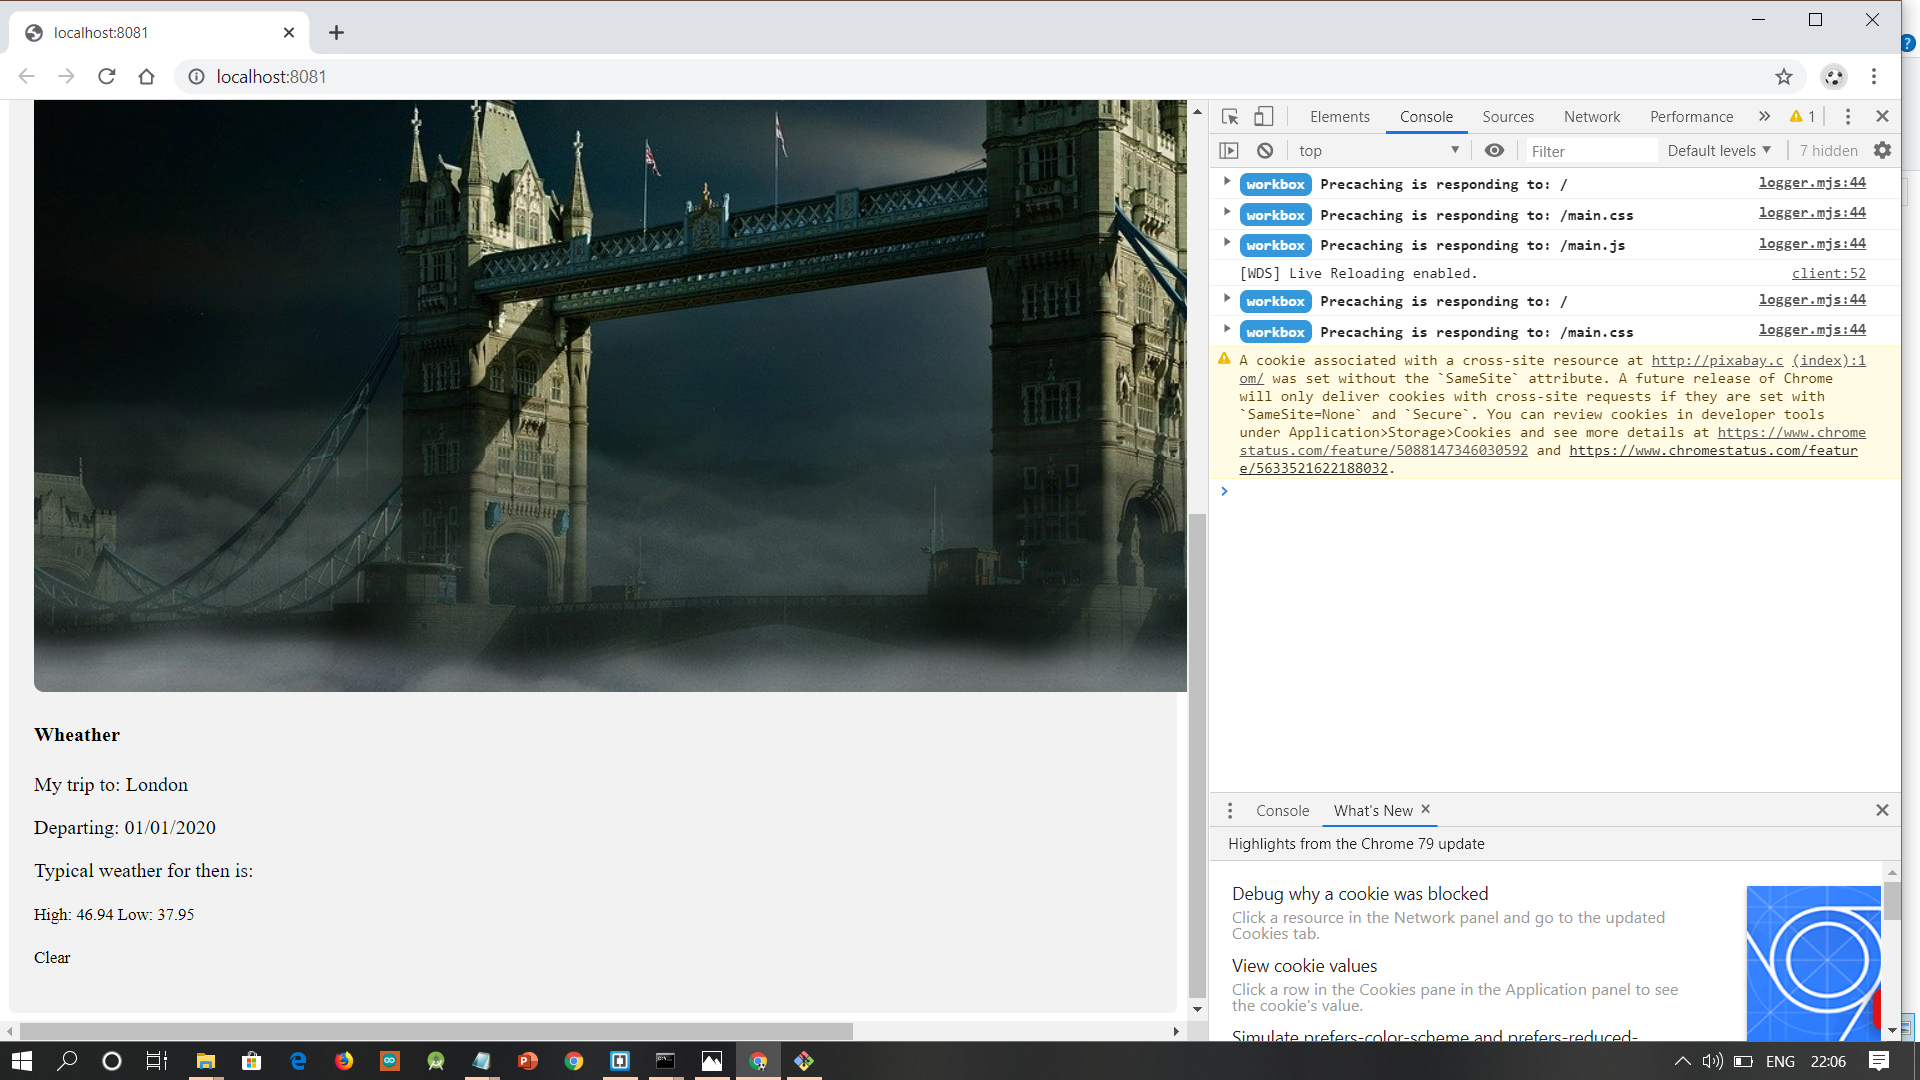 localhost:8081
localhost:8081
Wheather
My trip to: London
Departing: 01/01/2020
Typical weather for then is:
High: 46.94 Low: 37.95
Clear
Elements Console Sources Network Performance » 1
top Filter Default levels 7 hidden
workbox Precaching is responding to: / logger.mjs:44
workbox Precaching is responding to: /main.css logger.mjs:44
workbox Precaching is responding to: /main.js logger.mjs:44
[WDS] Live Reloading enabled. client:52
workbox Precaching is responding to: / logger.mjs:44
workbox Precaching is responding to: /main.css logger.mjs:44
A cookie associated with a cross-site resource at http://pixabay.c (index):1
om/ was set without the `SameSite` attribute. A future release of Chrome
will only deliver cookies with cross-site requests if they are set with
`SameSite=None` and `Secure`. You can review cookies in developer tools
under Application>Storage>Cookies and see more details at https://www.chrome
status.com/feature/5088147346030592 and https://www.chromestatus.com/featur
e/5633521622188032.
Console What's New
Highlights from the Chrome 79 update
Debug why a cookie was blocked
Click a resource in the Network panel and go to the updated
Cookies tab.
View cookie values
Click a row in the Cookies pane in the Application panel to see
the cookie's value.
Simulate prefers-color-scheme and prefers-reduced-
ENG 22:06